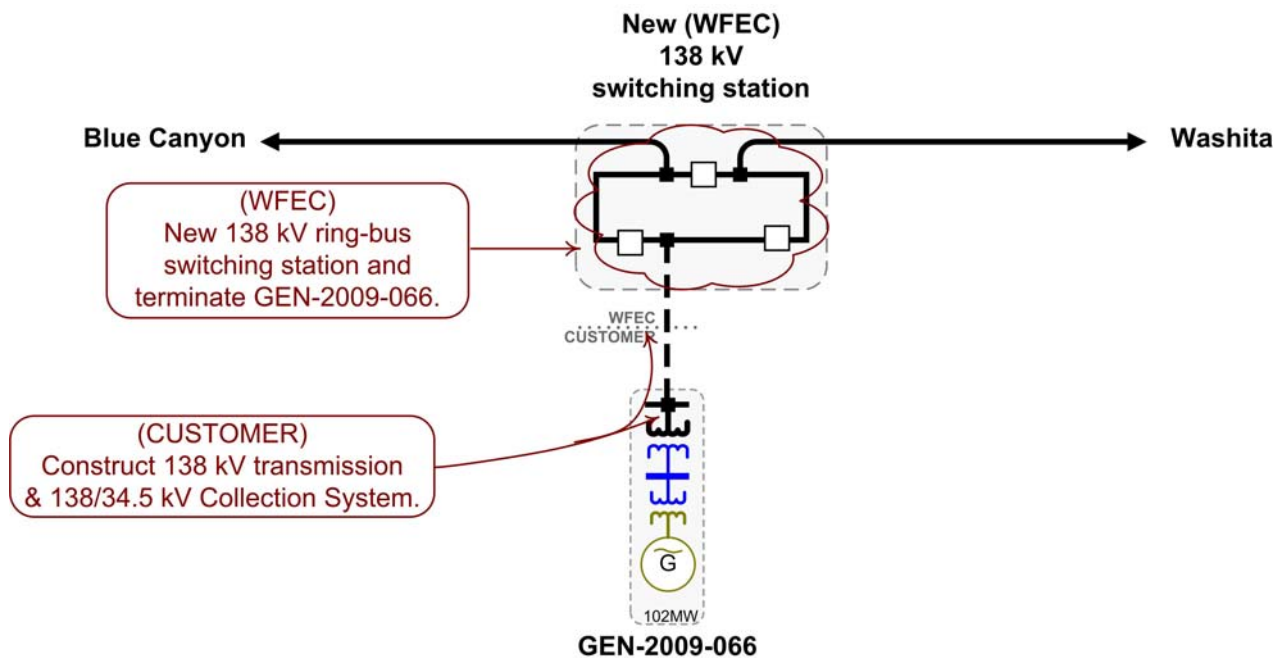 New (WFEC)
138 kV
switching station
Blue Canyon
Washita
(WFEC)
New 138 kV ring-bus
switching station and
terminate GEN-2009-066.
WFEC
CUSTOMER
(CUSTOMER)
Construct 138 kV transmission
& 138/34.5 kV Collection System.
G
102MW
GEN-2009-066